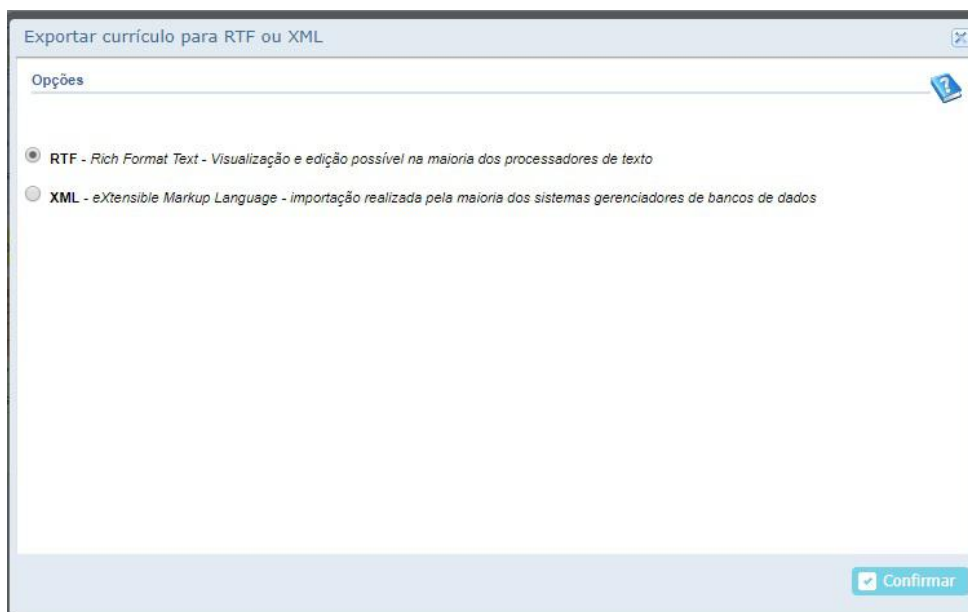 Exportar currículo para RTF ou XML
Opções
RTF - Rich Format Text - Visualização e edição possível na maioria dos processadores de texto
XML - eXtensible Markup Language - importação realizada pela maioria dos sistemas gerenciadores de bancos de dados
Confirmar